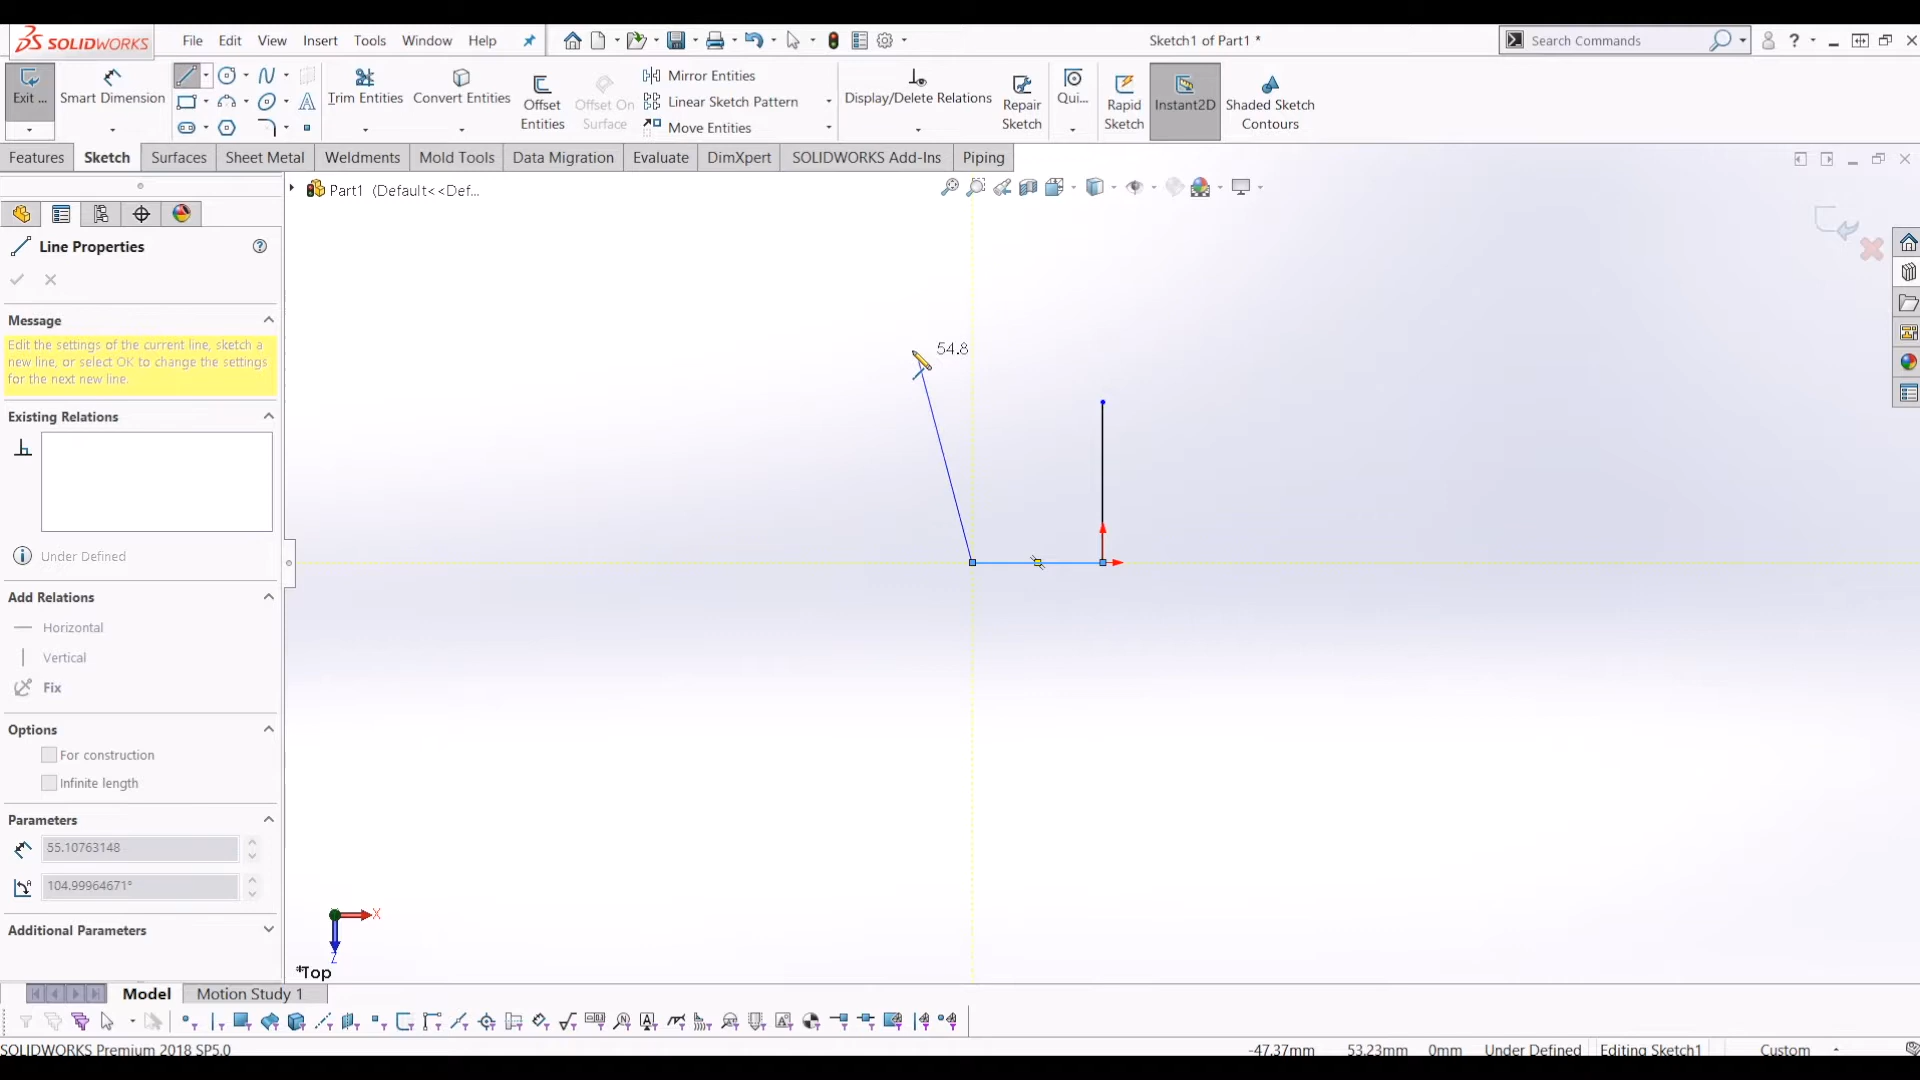 SOLIDWORKS File Edit View Insert Tools Window Help Sketch1 of Part1 * Search Commands ?
Exit ... Smart Dimension Trim Entities Convert Entities Offset Entities Offset On Surface Mirror Entities Display/Delete Relations Repair Sketch Qui... Rapid Sketch Instant2D Shaded Sketch Contours
Linear Sketch Pattern
Move Entities
Features Sketch Surfaces Sheet Metal Weldments Mold Tools Data Migration Evaluate DimXpert SOLIDWORKS Add-Ins Piping
Part1 (Default<<Def...
Line Properties ?
Message
Edit the settings of the current line, sketch a
new line, or select OK to change the settings
for the next new line.
54.8
Existing Relations
Under Defined
Add Relations
Horizontal
Vertical
Fix
Options
For construction
Infinite length
Parameters
55.10763148
104.99964671°
Additional Parameters
X
Z
*Top
Model Motion Study 1
SOLIDWORKS Premium 2018 SP5.0 -47.37mm 53.23mm 0mm Under Defined Editing Sketch1 Custom